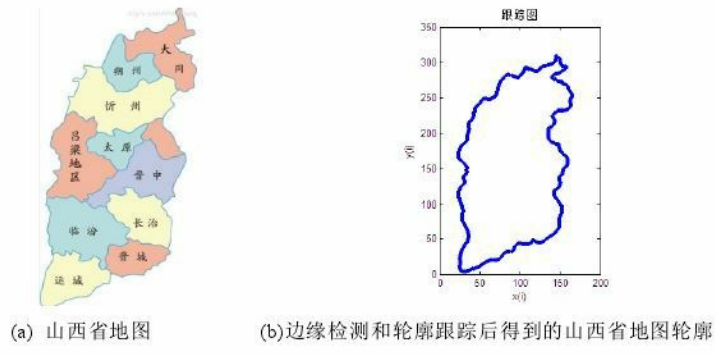 大
同
朔州
忻州
吕
梁
地
区
太原
晋中
临汾
长治
晋城
运城
跟踪图
350
300
250
200
150
100
50
0
y(i)
0 50 100 150 200
x(i)
(a) 山西省地图
(b)边缘检测和轮廓跟踪后得到的山西省地图轮廓